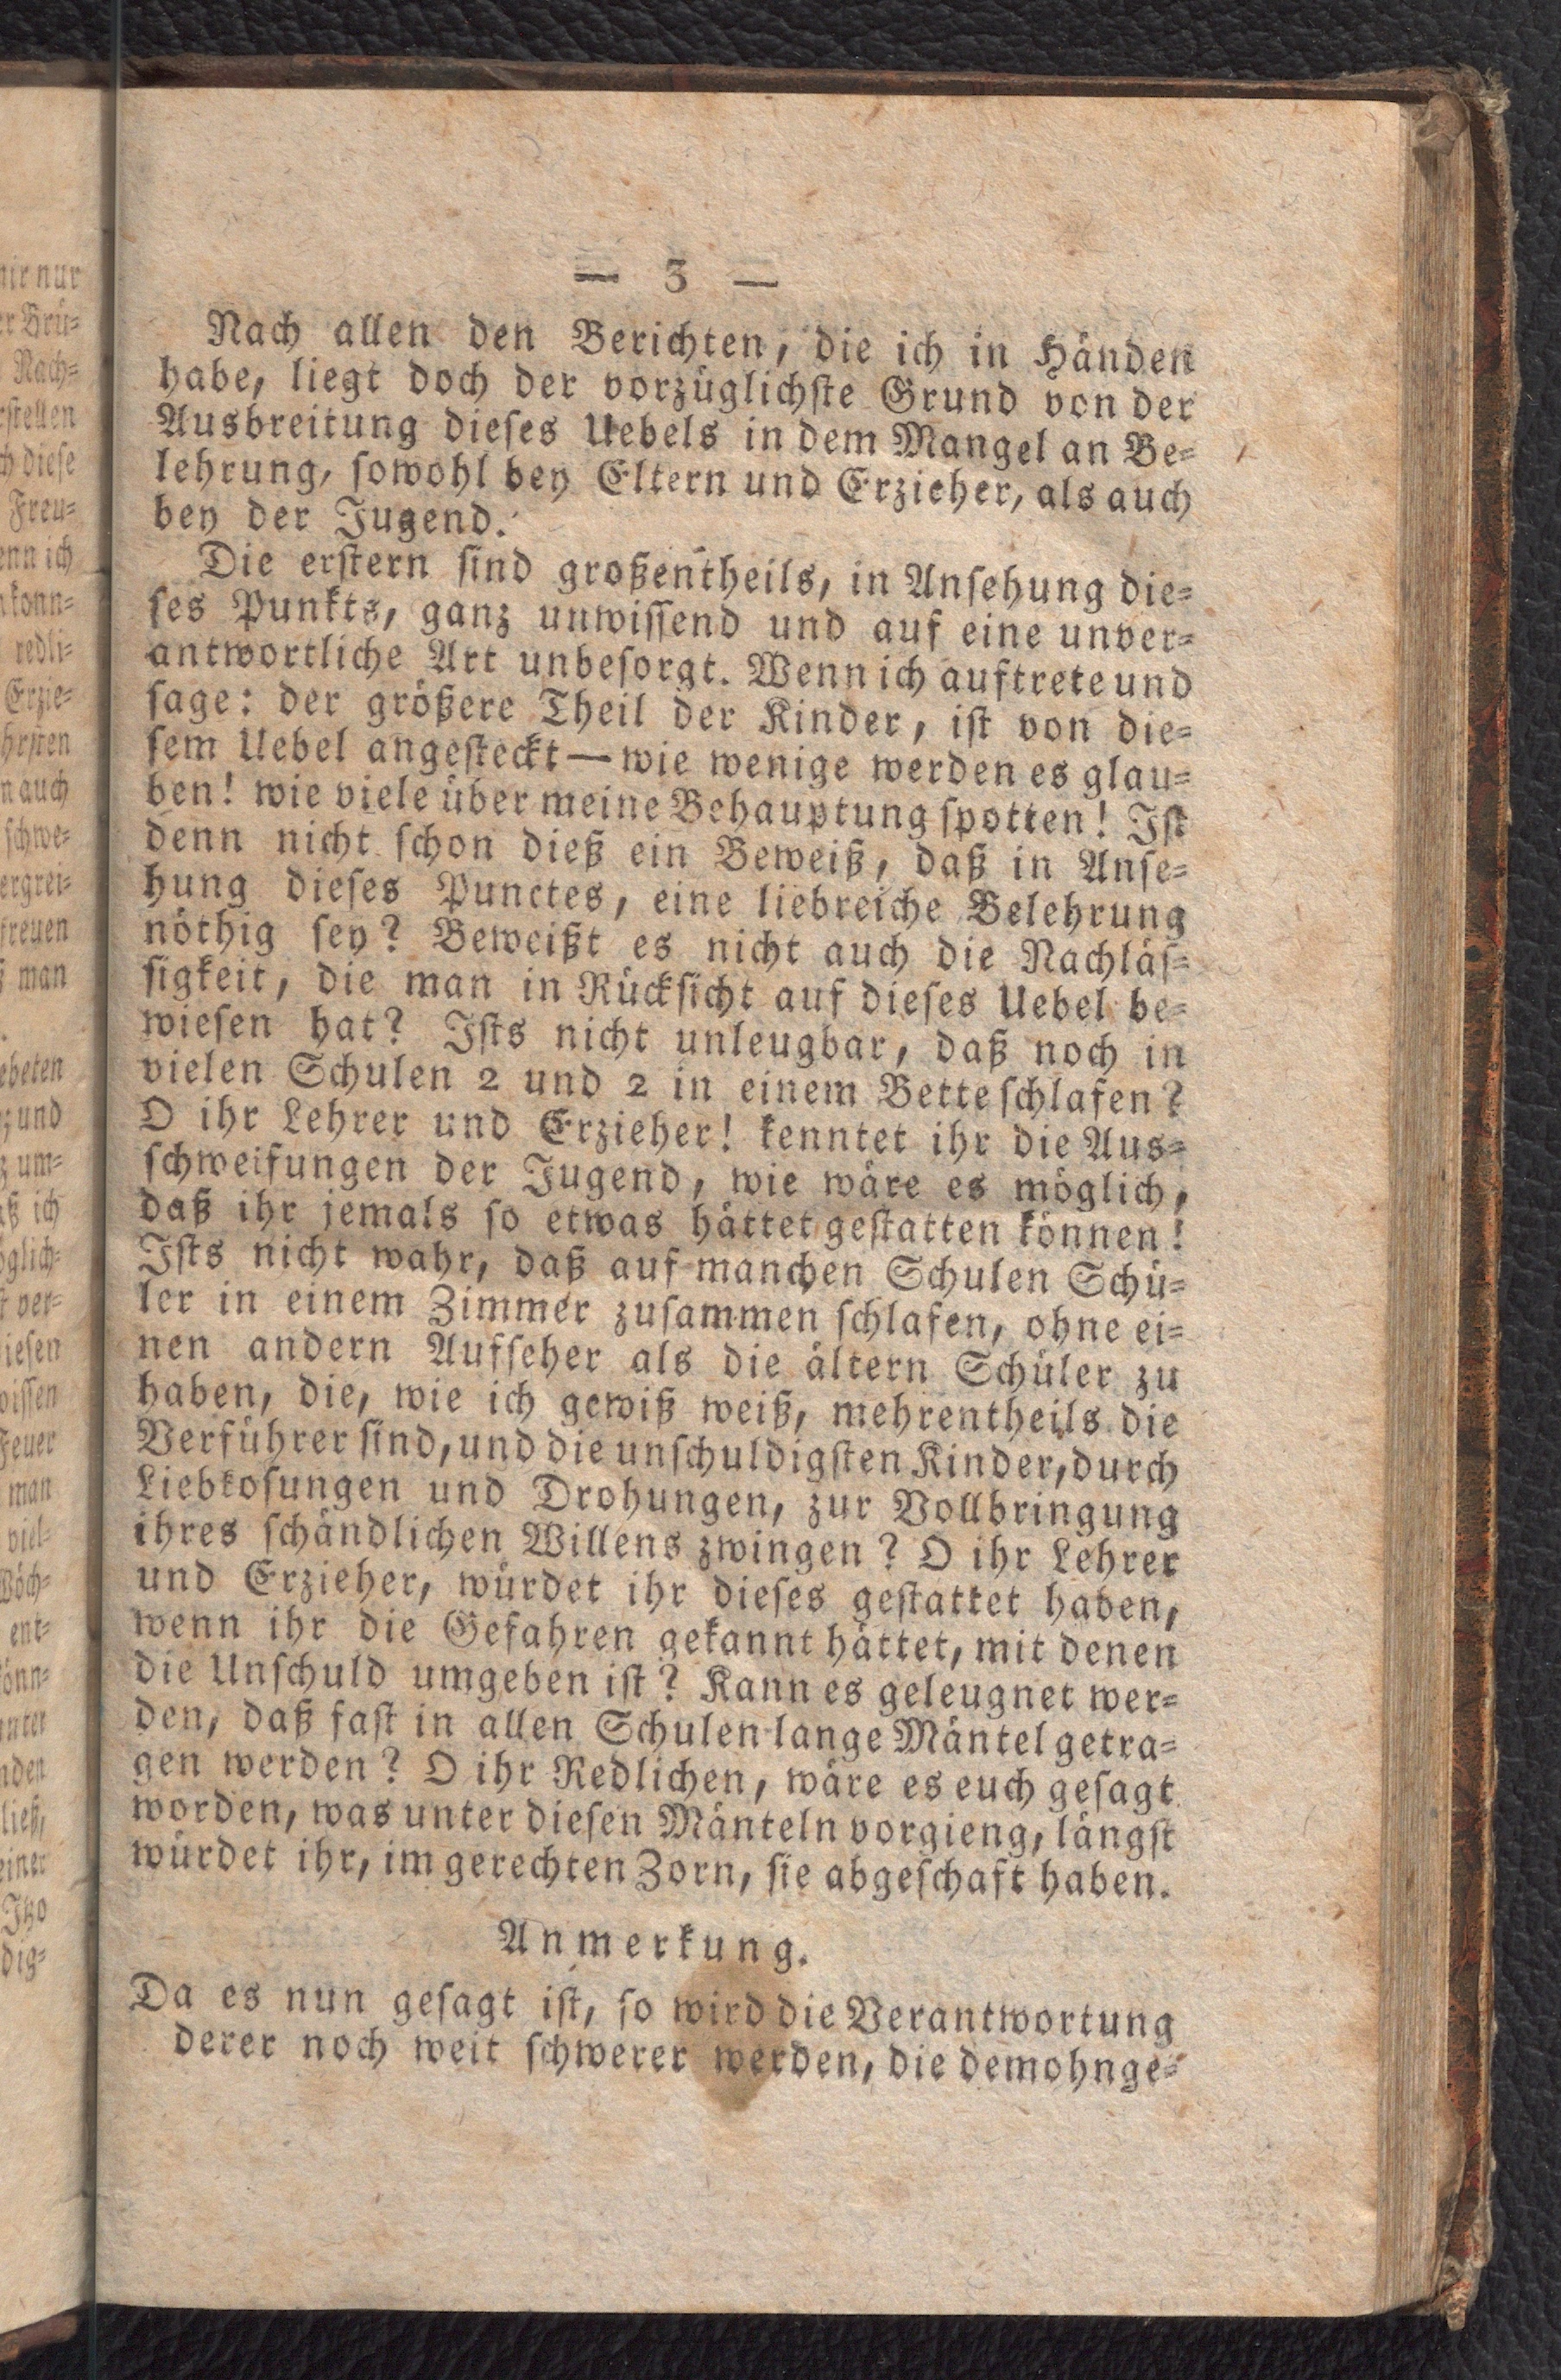 — 3 —
Nach allen den Berichten, die ich in Händen
habe, liegt doch der vorzüglichste Grund von der
Ausbreitung dieses Uebels in dem Mangel an Be-
lehrung, sowohl bey Eltern und Erzieher, als auch
bey der Jugend.
Die erstern sind großentheils, in Ansehung die-
ses Punkts, ganz unwissend und auf eine unver-
antwortliche Art unbesorgt. Wenn ich auftrete und
sage: der größere Theil der Kinder, ist von die-
sem Uebel angesteckt — wie wenige werden es glau-
ben! wie viele über meine Behauptung spotten! Ist
denn nicht schon dieß ein Beweiß, daß in Anse-
hung dieses Punctes, eine liebreiche Belehrung
nöthig sey? Beweißt es nicht auch die Nachläs-
sigkeit, die man in Rücksicht auf dieses Uebel be-
wiesen hat? Ists nicht unleugbar, daß noch in
vielen Schulen 2 und 2 in einem Bette schlafen?
O ihr Lehrer und Erzieher! kenntet ihr die Aus-
schweifungen der Jugend, wie wäre es möglich,
daß ihr jemals so etwas hättet gestatten können!
Ists nicht wahr, daß auf manchen Schulen Schü-
ler in einem Zimmer zusammen schlafen, ohne ei-
nen andern Aufseher als die ältern Schüler zu
haben, die, wie ich gewiß weiß, mehrentheils die
Verführer sind, und die unschuldigsten Kinder, durch
Liebkosungen und Drohungen, zur Vollbringung
ihres schändlichen Willens zwingen? O ihr Lehrer
und Erzieher, würdet ihr dieses gestattet haben,
wenn ihr die Gefahren gekannt hättet, mit denen
die Unschuld umgeben ist? Kann es geleugnet wer-
den, daß fast in allen Schulen lange Mäntel getra-
gen werden? O ihr Redlichen, wäre es euch gesagt
worden, was unter diesen Mänteln vorgieng, längst
würdet ihr, im gerechten Zorn, sie abgeschaft haben.
Anmerkung.
Da es nun gesagt ist, so wird die Verantwortung
derer noch weit schwerer werden, die demohnge-